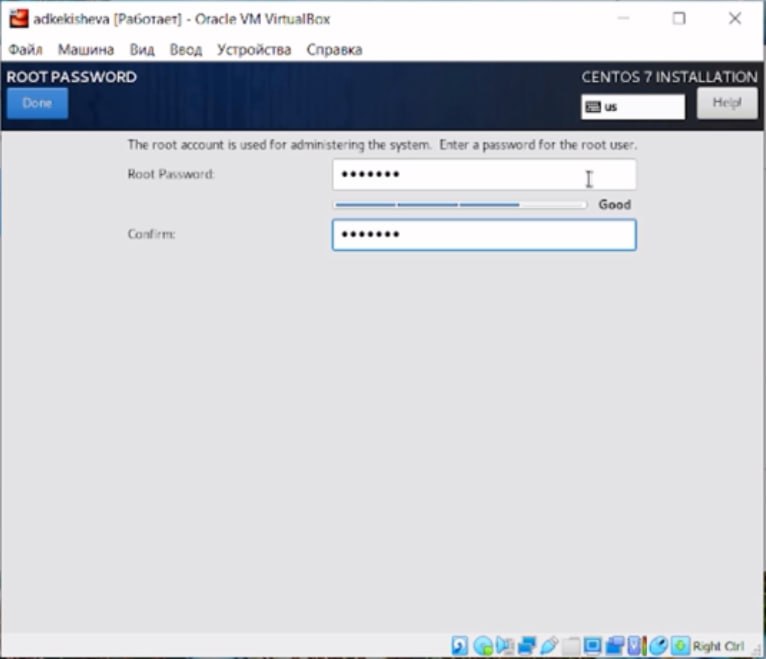 adkekisheva [Работает] - Oracle VM VirtualBox
Файл Машина Вид Ввод Устройства Справка
ROOT PASSWORD
CENTOS 7 INSTALLATION
Done
us
Help!
The root account is used for administering the system. Enter a password for the root user.
Root Password:
•••••••
Good
Confirm:
•••••••
Right Ctrl